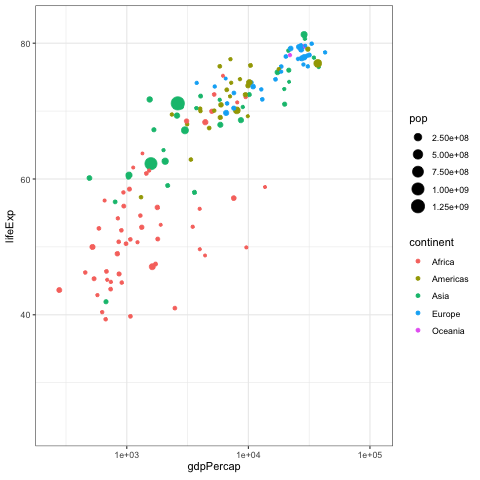 80
60
40
lifeExp
1e+03
1e+04
1e+05
gdpPercap
pop
2.50e+08
5.00e+08
7.50e+08
1.00e+09
1.25e+09
continent
Africa
Americas
Asia
Europe
Oceania